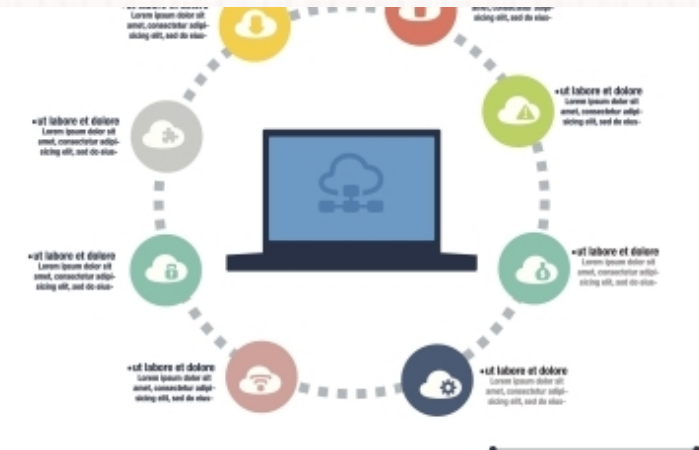 Lorem ipsum dolor sit
amet, consectetur adipi-
sicing elit, sed do eius-
amet, consectetur adipi-
sicing elit, sed do eius-
•ut labore et dolore
Lorem ipsum dolor sit
amet, consectetur adipi-
sicing elit, sed do eius-
•ut labore et dolore
Lorem ipsum dolor sit
amet, consectetur adipi-
sicing elit, sed do eius-
•ut labore et dolore
Lorem ipsum dolor sit
amet, consectetur adipi-
sicing elit, sed do eius-
•ut labore et dolore
Lorem ipsum dolor sit
amet, consectetur adipi-
sicing elit, sed do eius-
•ut labore et dolore
Lorem ipsum dolor sit
amet, consectetur adipi-
sicing elit, sed do eius-
•ut labore et dolore
Lorem ipsum dolor sit
amet, consectetur adipi-
sicing elit, sed do eius-